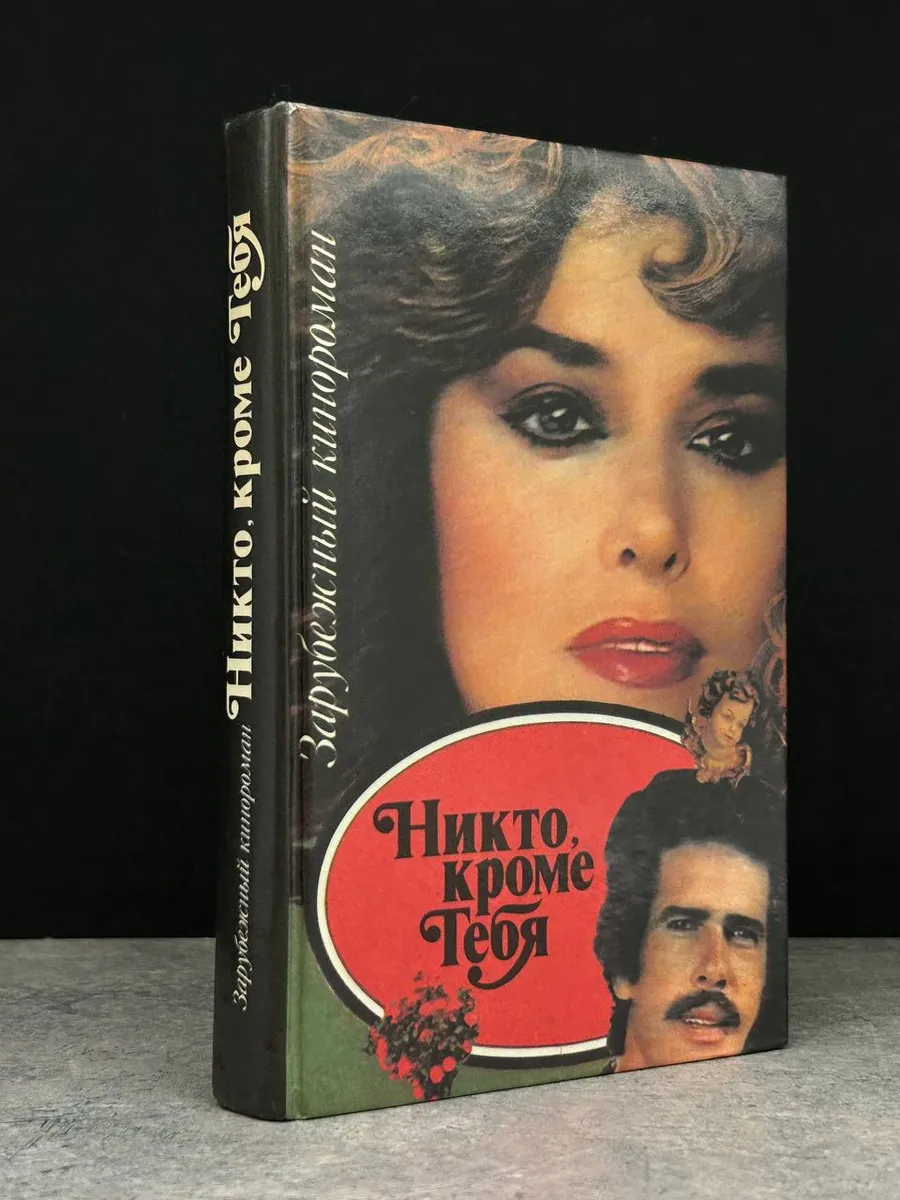 Зарубежный кинороман
Никто, кроме Тебя
Зарубежный кинороман
Никто,
кроме
Тебя